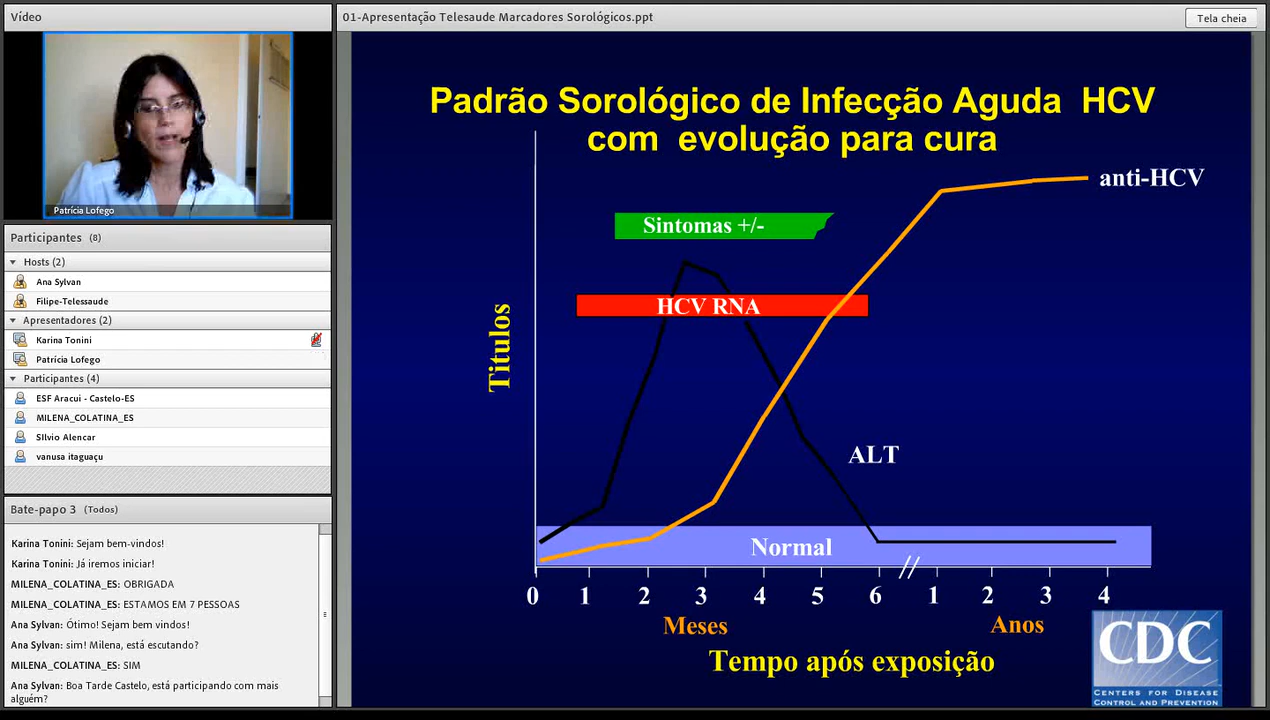 Vídeo
Patrícia Lofego
Participantes (8)
Hosts (2)
Ana Sylvan
Filipe-Telessaude
Apresentadores (2)
Karina Tonini
Patrícia Lofego
Participantes (4)
ESF Aracui - Castelo-ES
MILENA_COLATINA_ES
SIlvio Alencar
vanusa itaguaçu
Bate-papo 3 (Todos)
Karina Tonini: Sejam bem-vindos!
Karina Tonini: Já iremos iniciar!
MILENA_COLATINA_ES: OBRIGADA
MILENA_COLATINA_ES: ESTAMOS EM 7 PESSOAS
Ana Sylvan: Ótimo! Sejam bem vindos!
Ana Sylvan: sim! Milena, está escutando?
MILENA_COLATINA_ES: SIM
Ana Sylvan: Boa Tarde Castelo, está participando com mais
alguém?
01-Apresentação Telesaude Marcadores Sorológicos.ppt
Tela cheia
Padrão Sorológico de Infecção Aguda HCV
com evolução para cura
anti-HCV
Sintomas +/-
HCV RNA
Titulos
ALT
Normal
0 1 2 3 4 5 6 // 1 2 3 4
Meses Anos
Tempo após exposição
CDC
CENTERS FOR DISEASE
CONTROL AND PREVENTION